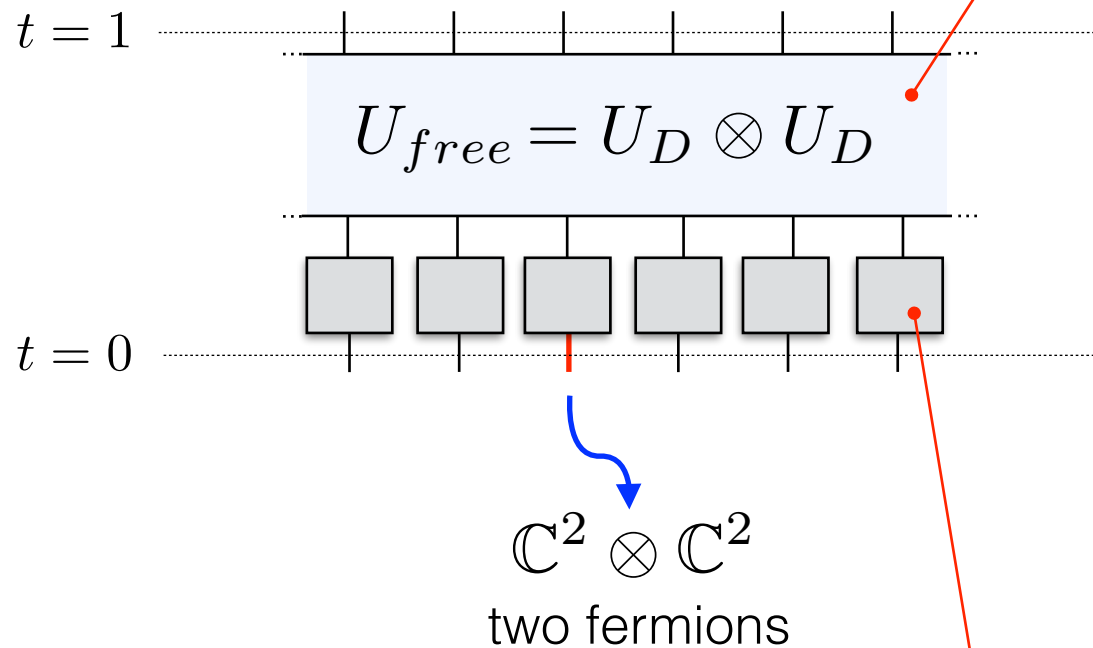 t = 1
U_{free} = U_D ⊗ U_D
t = 0
ℂ² ⊗ ℂ²
two fermions